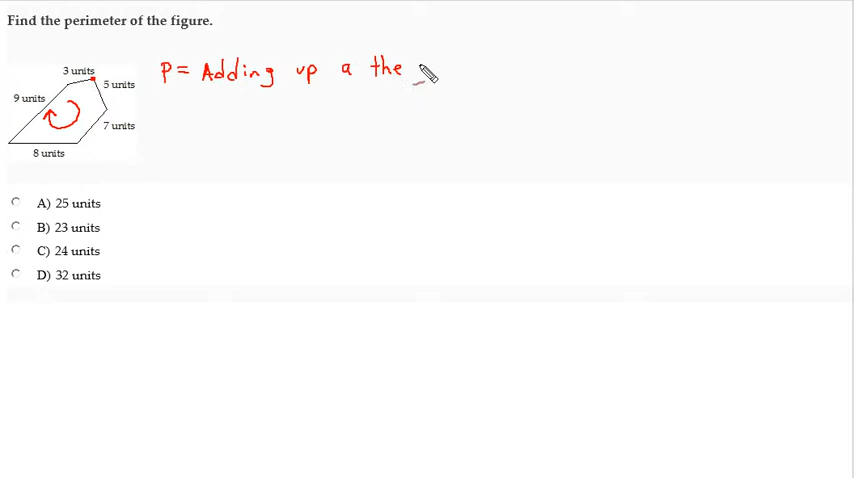 Find the perimeter of the figure.
3 units
P = Adding up a the
5 units
9 units
7 units
8 units
A) 25 units
B) 23 units
C) 24 units
D) 32 units